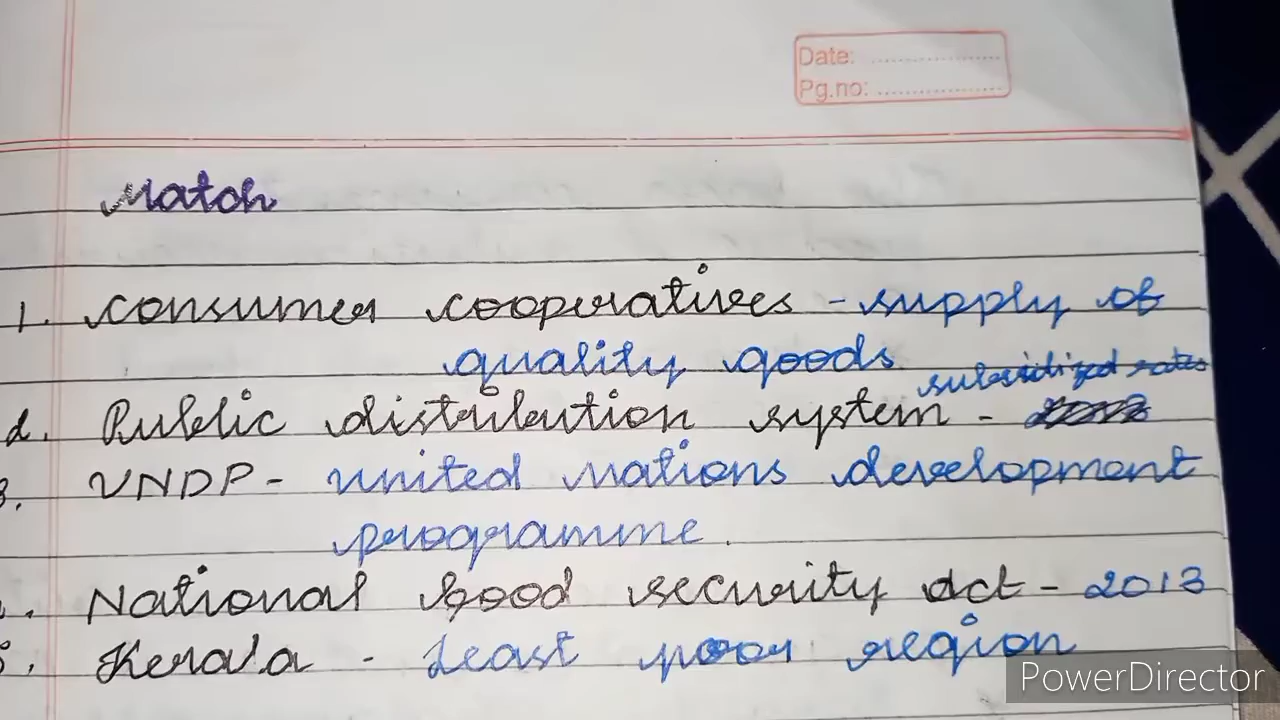 Date: ....................
Pg.no: ....................
Match
1. Consumer cooperatives - supply of
quality goods
subsidized rates
2. Public distribution system -
3. UNDP - united nations development
programme.
National food security act - 2013
5. Kerala - Least poor region
PowerDirector